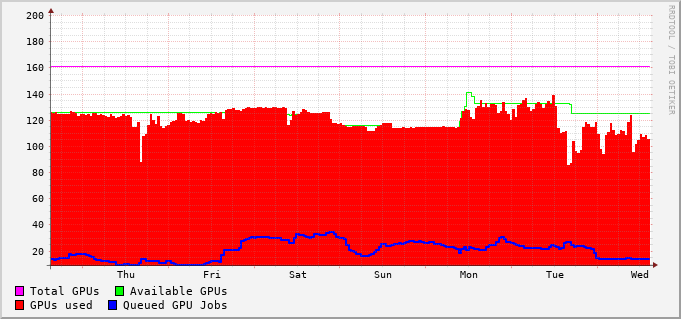 200
180
160
140
120
100
80
60
40
20
Thu Fri Sat Sun Mon Tue Wed
Total GPUs Available GPUs
GPUs used Queued GPU Jobs
RRDTOOL / TOBI OETIKER